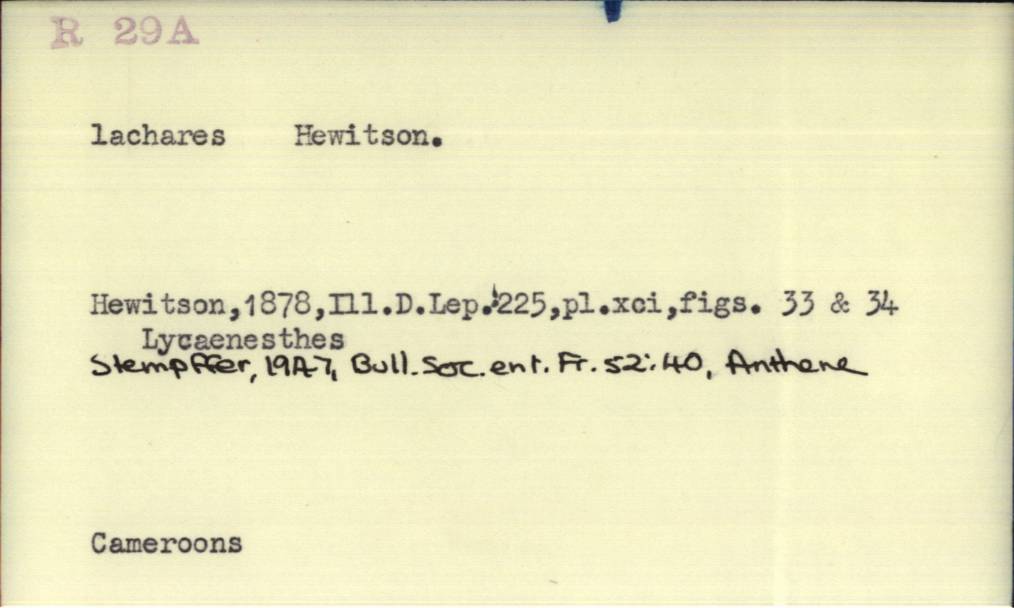 R 29A
lachares Hewitson.
Hewitson,1878,Ill.D.Lep.:225,pl.xci,figs. 33 & 34
Lycaenesthes
Stempffer, 1947, Bull. Soc. ent. Fr. 52:40, Anthene
Cameroons